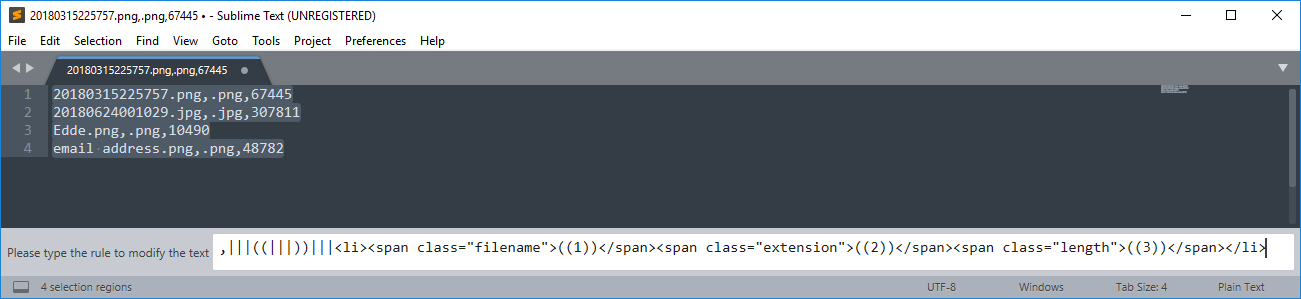 20180315225757.png,.png,67445 • - Sublime Text (UNREGISTERED)
File Edit Selection Find View Goto Tools Project Preferences Help
20180315225757.png,.png,67445
1 20180315225757.png,.png,67445
2 20180624001029.jpg,.jpg,307811
3 Edde.png,.png,10490
4 email address.png,.png,48782
Please type the rule to modify the text ,|||((|||))|||<li><span class="filename">((1))</span><span class="extension">((2))</span><span class="length">((3))</span></li>
4 selection regions UTF-8 Windows Tab Size: 4 Plain Text